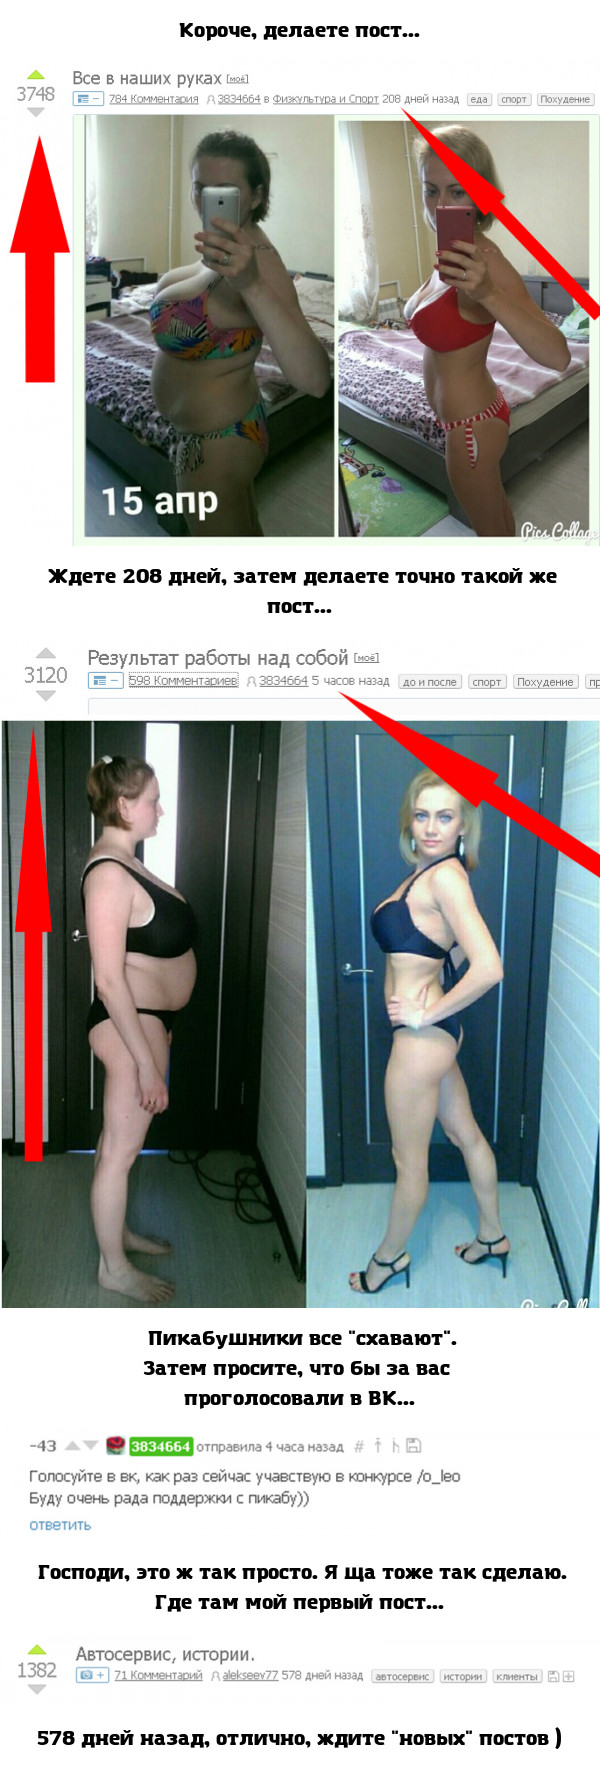 Короче, делаете пост...
Все в наших руках [моё]
3748
784 Комментария 3834664 в Физкультура и Спорт 208 дней назад еда спорт Похудение
15 апр
Pics Collage
Ждете 208 дней, затем делаете точно такой же
пост...
Результат работы над собой [моё]
3120
598 Комментариев 3834664 5 часов назад до и после спорт Похудение пр
Пикабушники все "схавают".
Затем просите, что бы за вас
проголосовали в ВК...
-43 3834664 отправила 4 часа назад #
Голосуйте в вк, как раз сейчас учавствую в конкурсе /o_leo
Буду очень рада поддержки с пикабу))
ответить
Господи, это ж так просто. Я ща тоже так сделаю.
Где там мой первый пост...
Автосервис, истории.
1382
71 Комментарий alekseev77 578 дней назад автосервис истории клиенты
578 дней назад, отлично, ждите "новых" постов )